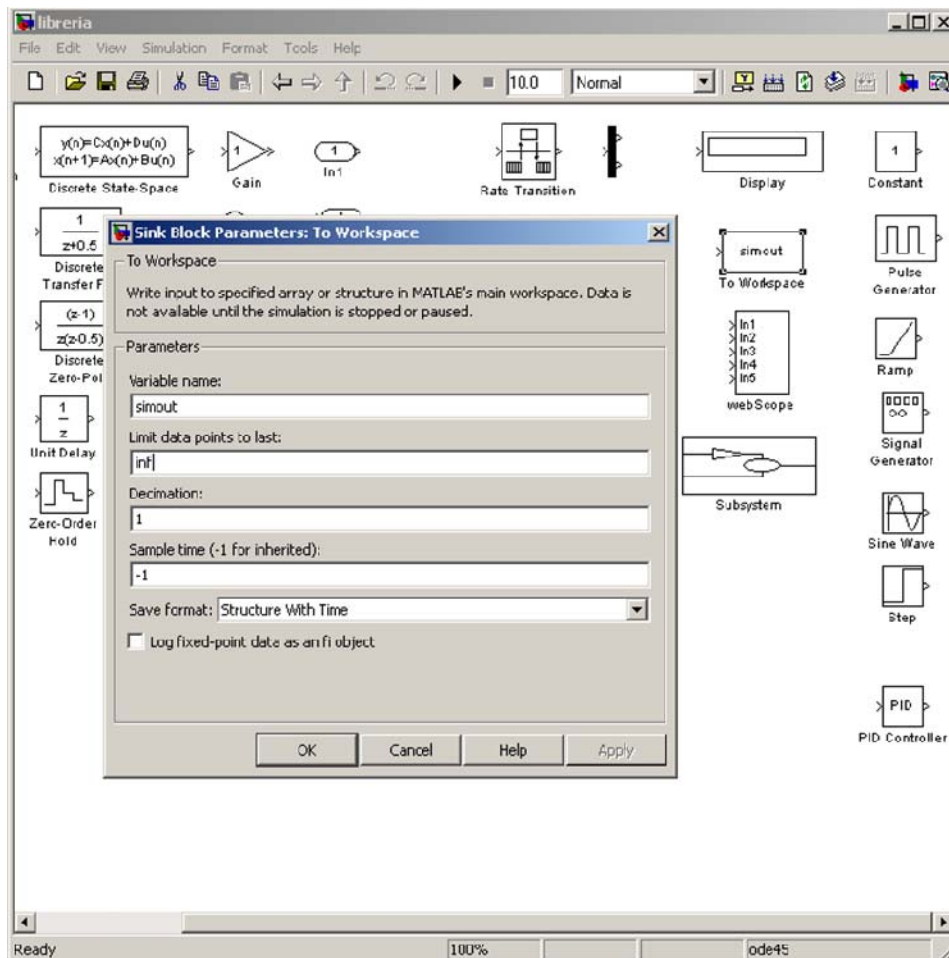 libreria
File Edit View Simulation Format Tools Help
10.0 Normal
y(n)=Cx(n)+Du(n)
x(n+1)=Ax(n)+Bu(n)
Discrete State-Space
1
Gain
1
In1
Rate Transition
Display
1
Constant
1
z+0.5
Discrete
Transfer F
(z-1)
z(z-0.5)
Discrete
Zero-Pol
1
z
Unit Delay
Zero-Order
Hold
Sink Block Parameters: To Workspace
To Workspace
Write input to specified array or structure in MATLAB's main workspace. Data is
not available until the simulation is stopped or paused.
Parameters
Variable name:
simout
Limit data points to last:
inf
Decimation:
1
Sample time (-1 for inherited):
-1
Save format: Structure With Time
Log fixed-point data as an fi object
OK Cancel Help Apply
simout
To Workspace
In1
In2
In3
In4
In5
webScope
Subsystem
Pulse
Generator
Ramp
Signal
Generator
Sine Wave
Step
PID
PID Controller
Ready 100% ode45